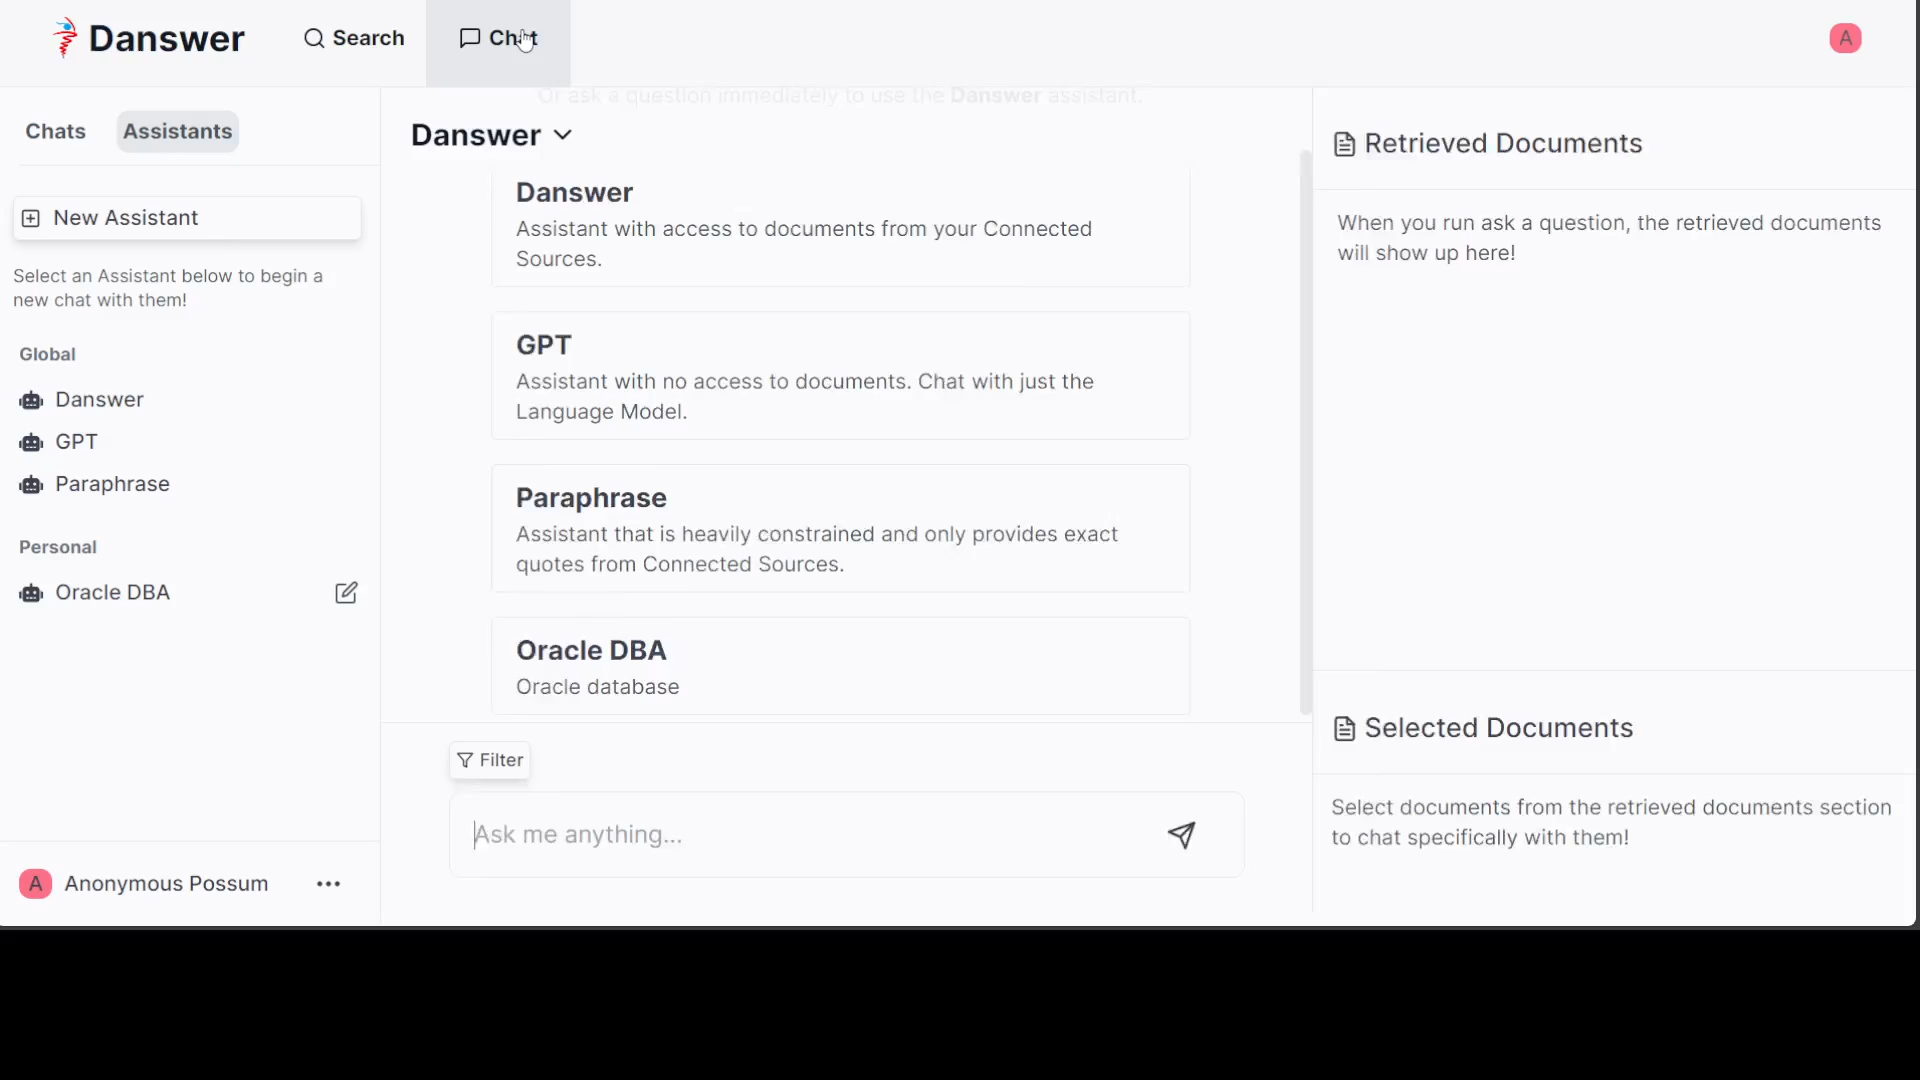 Danswer
Search
Chat
A
Chats
Assistants
New Assistant
Select an Assistant below to begin a
new chat with them!
Global
Danswer
GPT
Paraphrase
Personal
Oracle DBA
A
Anonymous Possum
Or ask a question immediately to use the Danswer assistant.
Danswer
Danswer
Assistant with access to documents from your Connected
Sources.
GPT
Assistant with no access to documents. Chat with just the
Language Model.
Paraphrase
Assistant that is heavily constrained and only provides exact
quotes from Connected Sources.
Oracle DBA
Oracle database
Filter
Ask me anything...
Retrieved Documents
When you run ask a question, the retrieved documents
will show up here!
Selected Documents
Select documents from the retrieved documents section
to chat specifically with them!